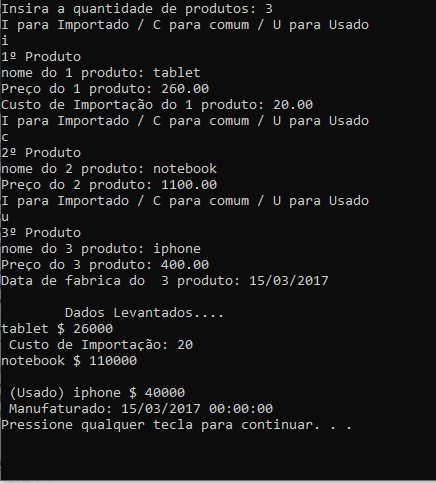 Insira a quantidade de produtos: 3
I para Importado / C para comum / U para Usado
i
1º Produto
nome do 1 produto: tablet
Preço do 1 produto: 260.00
Custo de Importação do 1 produto: 20.00
I para Importado / C para comum / U para Usado
c
2º Produto
nome do 2 produto: notebook
Preço do 2 produto: 1100.00
I para Importado / C para comum / U para Usado
u
3º Produto
nome do 3 produto: iphone
Preço do 3 produto: 400.00
Data de fabrica do  3 produto: 15/03/2017
Dados Levantados....
tablet $ 26000
Custo de Importação: 20
notebook $ 110000
(Usado) iphone $ 40000
Manufaturado: 15/03/2017 00:00:00
Pressione qualquer tecla para continuar. . .